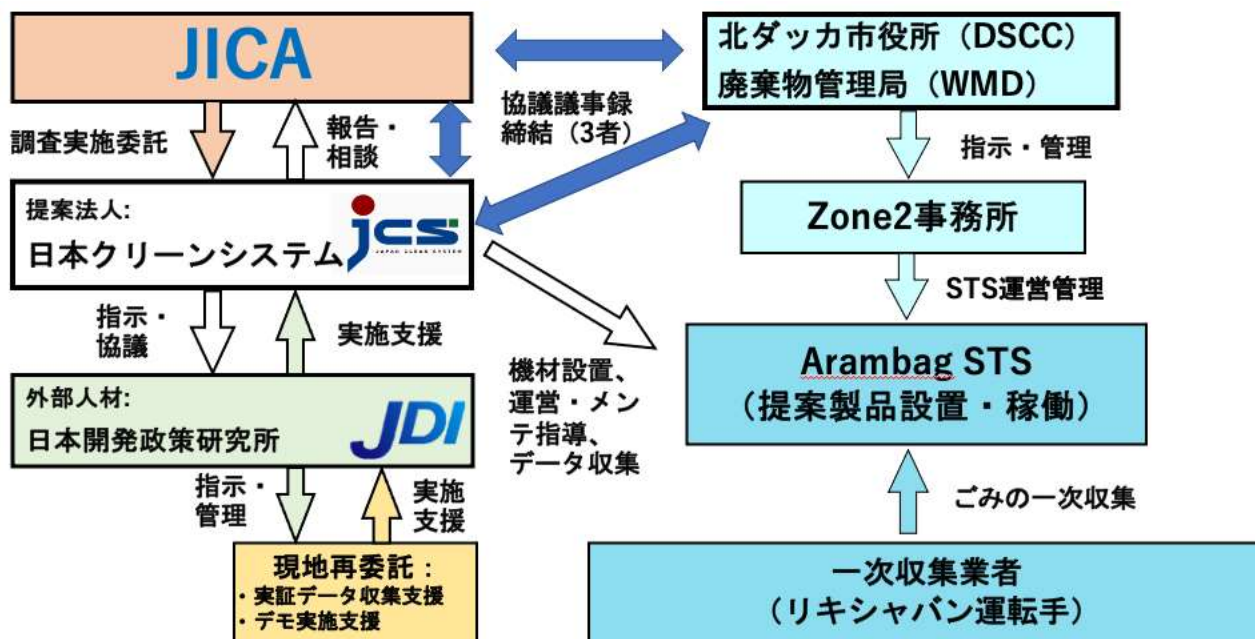 JICA
北ダッカ市役所（DSCC）
廃棄物管理局（WMD）
協議議事録
締結（3者）
調査実施委託
報告・
相談
指示・管理
提案法人:
日本クリーンシステム
jcs
JAPAN CLEAN SYSTEM
Zone2事務所
指示・
協議
実施支援
STS運営管理
機材設置、
運営・メン
テ指導、
データ収集
Arambag STS
（提案製品設置・稼働）
外部人材:
日本開発政策研究所
JDI
指示・
管理
実施
支援
ごみの一次収集
現地再委託：
・実証データ収集支援
・デモ実施支援
一次収集業者
（リキシャバン運転手）